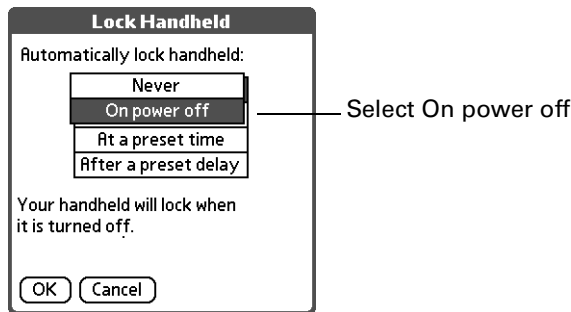 Lock Handheld
Automatically lock handheld:
Never
On power off
Select On power off
At a preset time
After a preset delay
Your handheld will lock when
it is turned off.
OK
Cancel